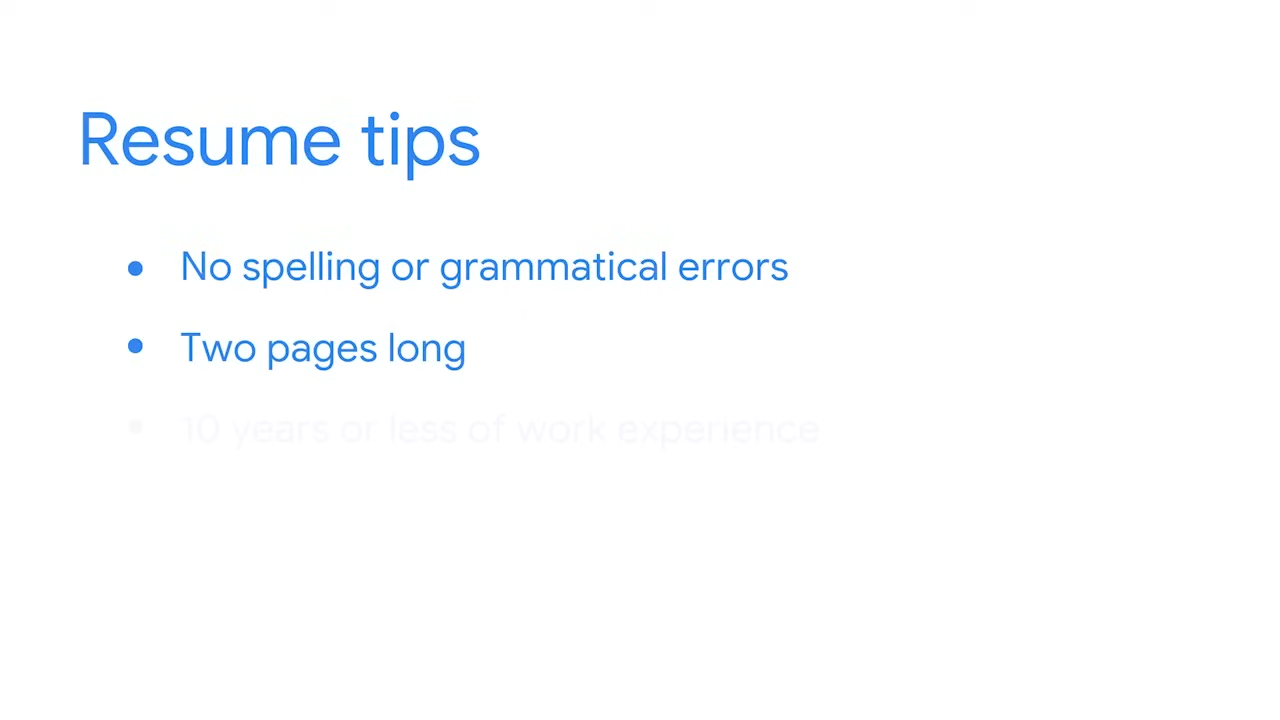 Resume tips
• No spelling or grammatical errors
• Two pages long
• 10 years or less of work experience